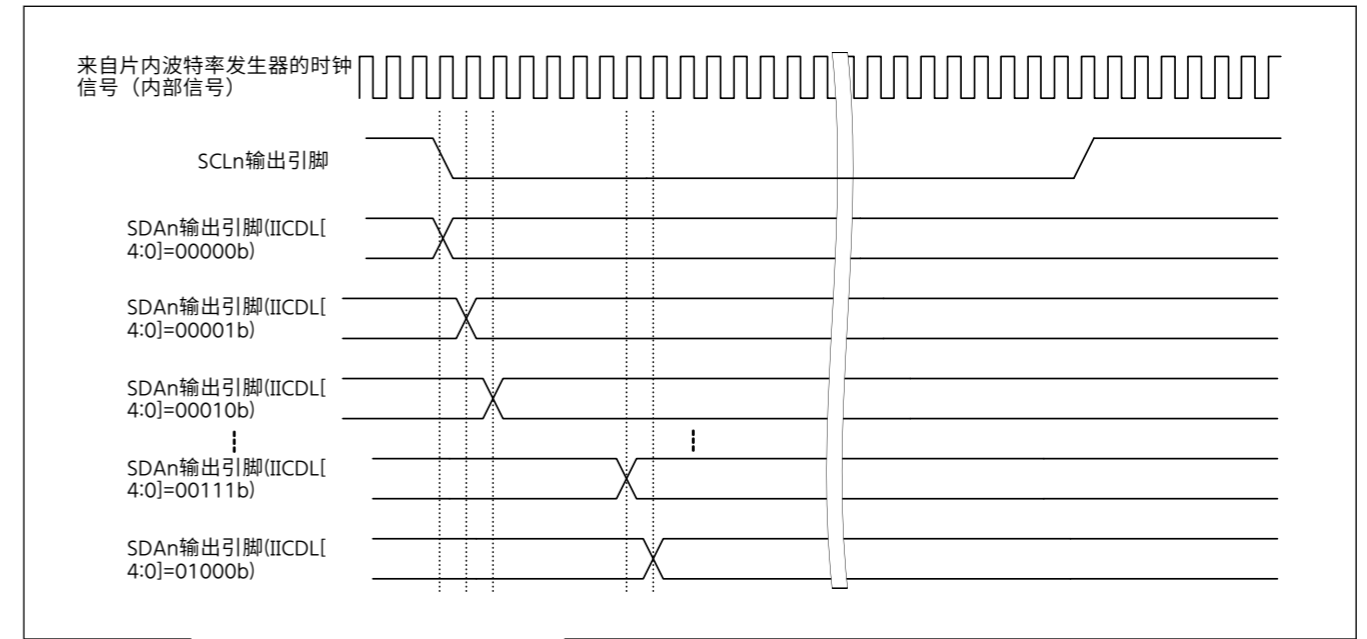 来自片内波特率发生器的时钟
信号（内部信号）
SCLn输出引脚
SDAn输出引脚(IICDL[
4:0]=00000b)
SDAn输出引脚(IICDL[
4:0]=00001b)
SDAn输出引脚(IICDL[
4:0]=00010b)
SDAn输出引脚(IICDL[
4:0]=00111b)
SDAn输出引脚(IICDL[
4:0]=01000b)